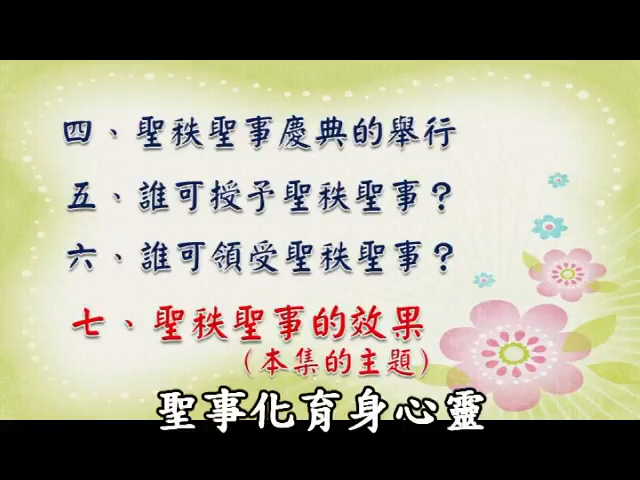 四、聖秩聖事慶典的舉行
五、誰可授予聖秩聖事？
六、誰可領受聖秩聖事？
七、聖秩聖事的效果
（本集的主題）
聖事化育身心靈